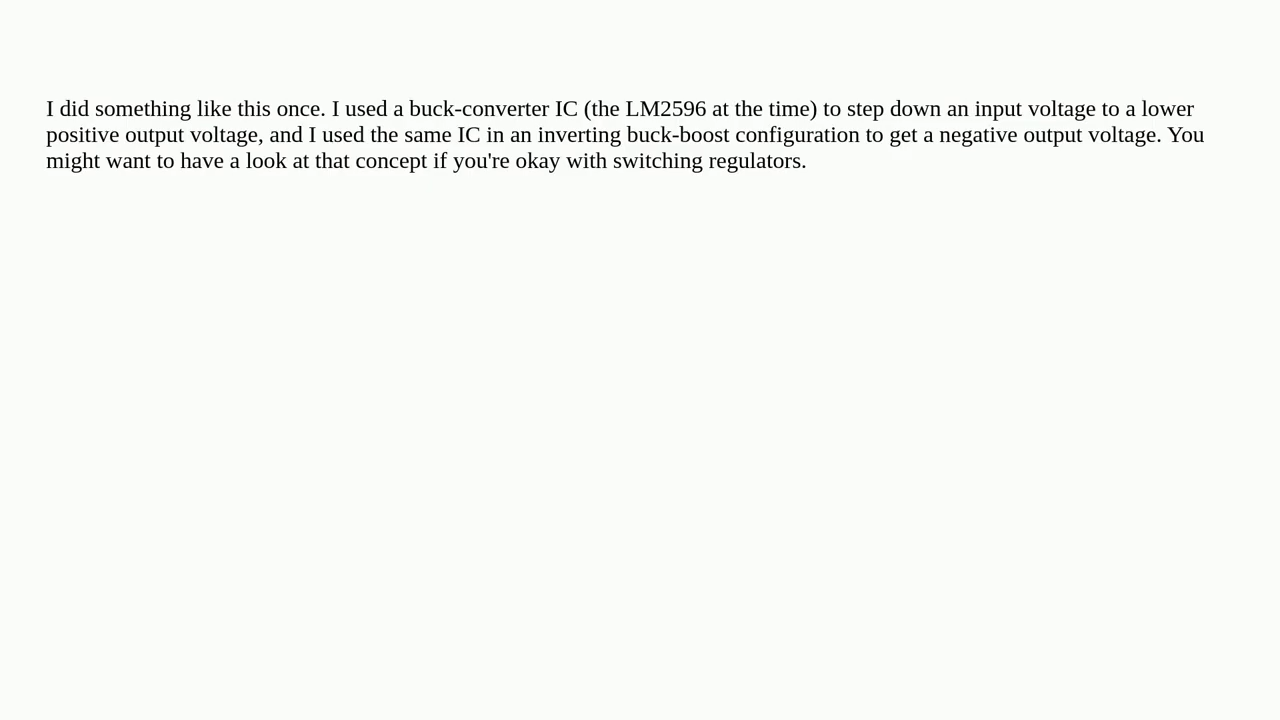 I did something like this once. I used a buck-converter IC (the LM2596 at the time) to step down an input voltage to a lower
positive output voltage, and I used the same IC in an inverting buck-boost configuration to get a negative output voltage. You
might want to have a look at that concept if you're okay with switching regulators.